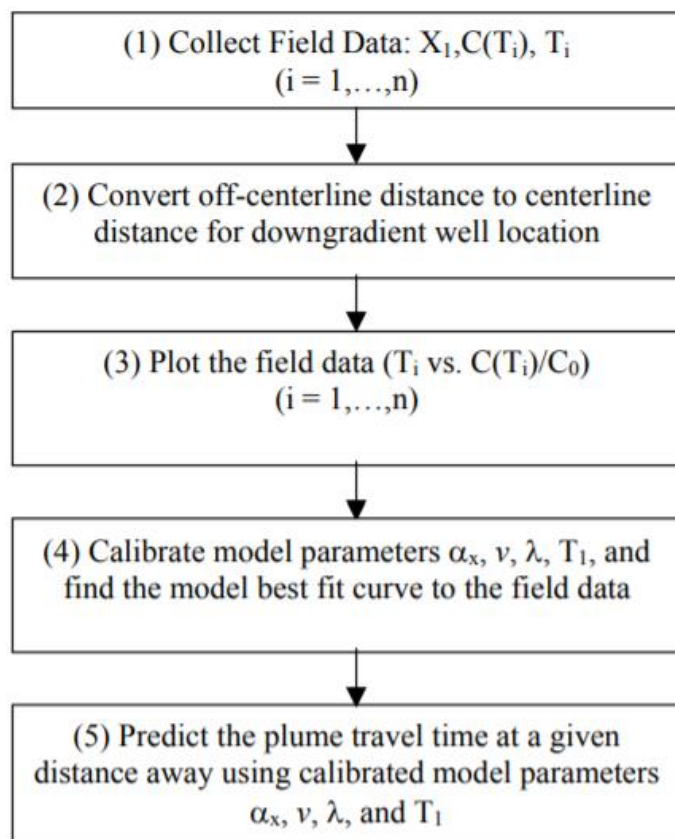 (1) Collect Field Data: X₁,C(Tᵢ), Tᵢ
(i = 1,…,n)
(2) Convert off-centerline distance to centerline
distance for downgradient well location
(3) Plot the field data (Tᵢ vs. C(Tᵢ)/C₀)
(i = 1,…,n)
(4) Calibrate model parameters αₓ, v, λ, T₁, and
find the model best fit curve to the field data
(5) Predict the plume travel time at a given
distance away using calibrated model parameters
αₓ, v, λ, and T₁